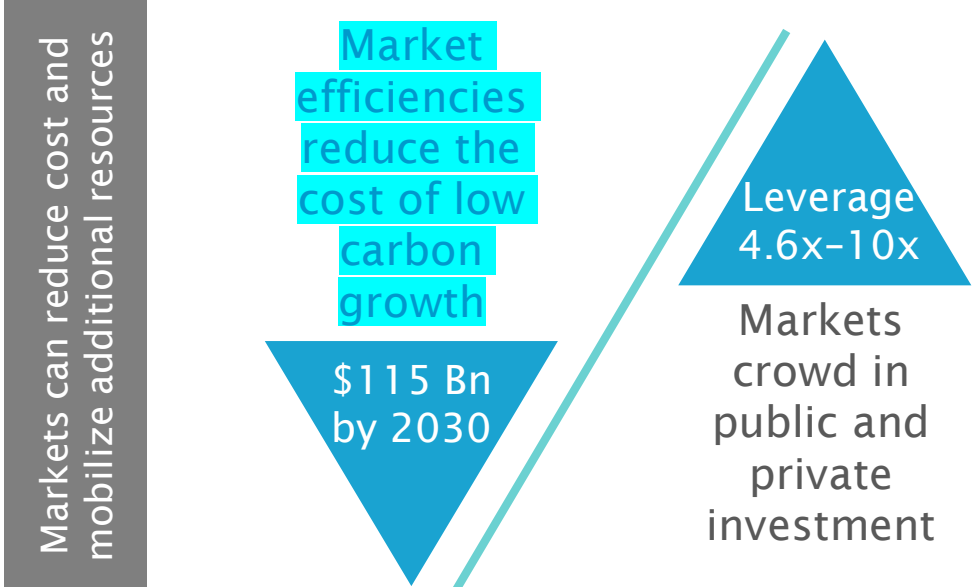 Markets can reduce cost and
mobilize additional resources
Market
efficiencies
reduce the
cost of low
carbon
growth
$115 Bn
by 2030
Leverage
4.6x–10x
Markets
crowd in
public and
private
investment